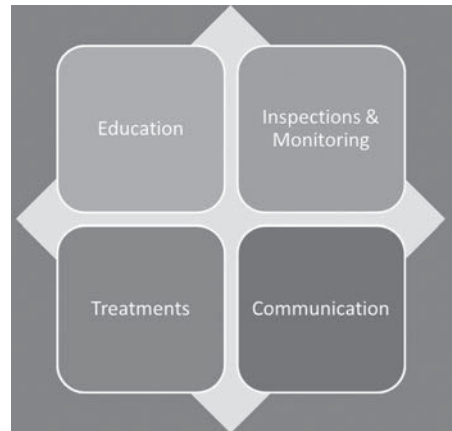 Education
Inspections &
Monitoring
Treatments
Communication